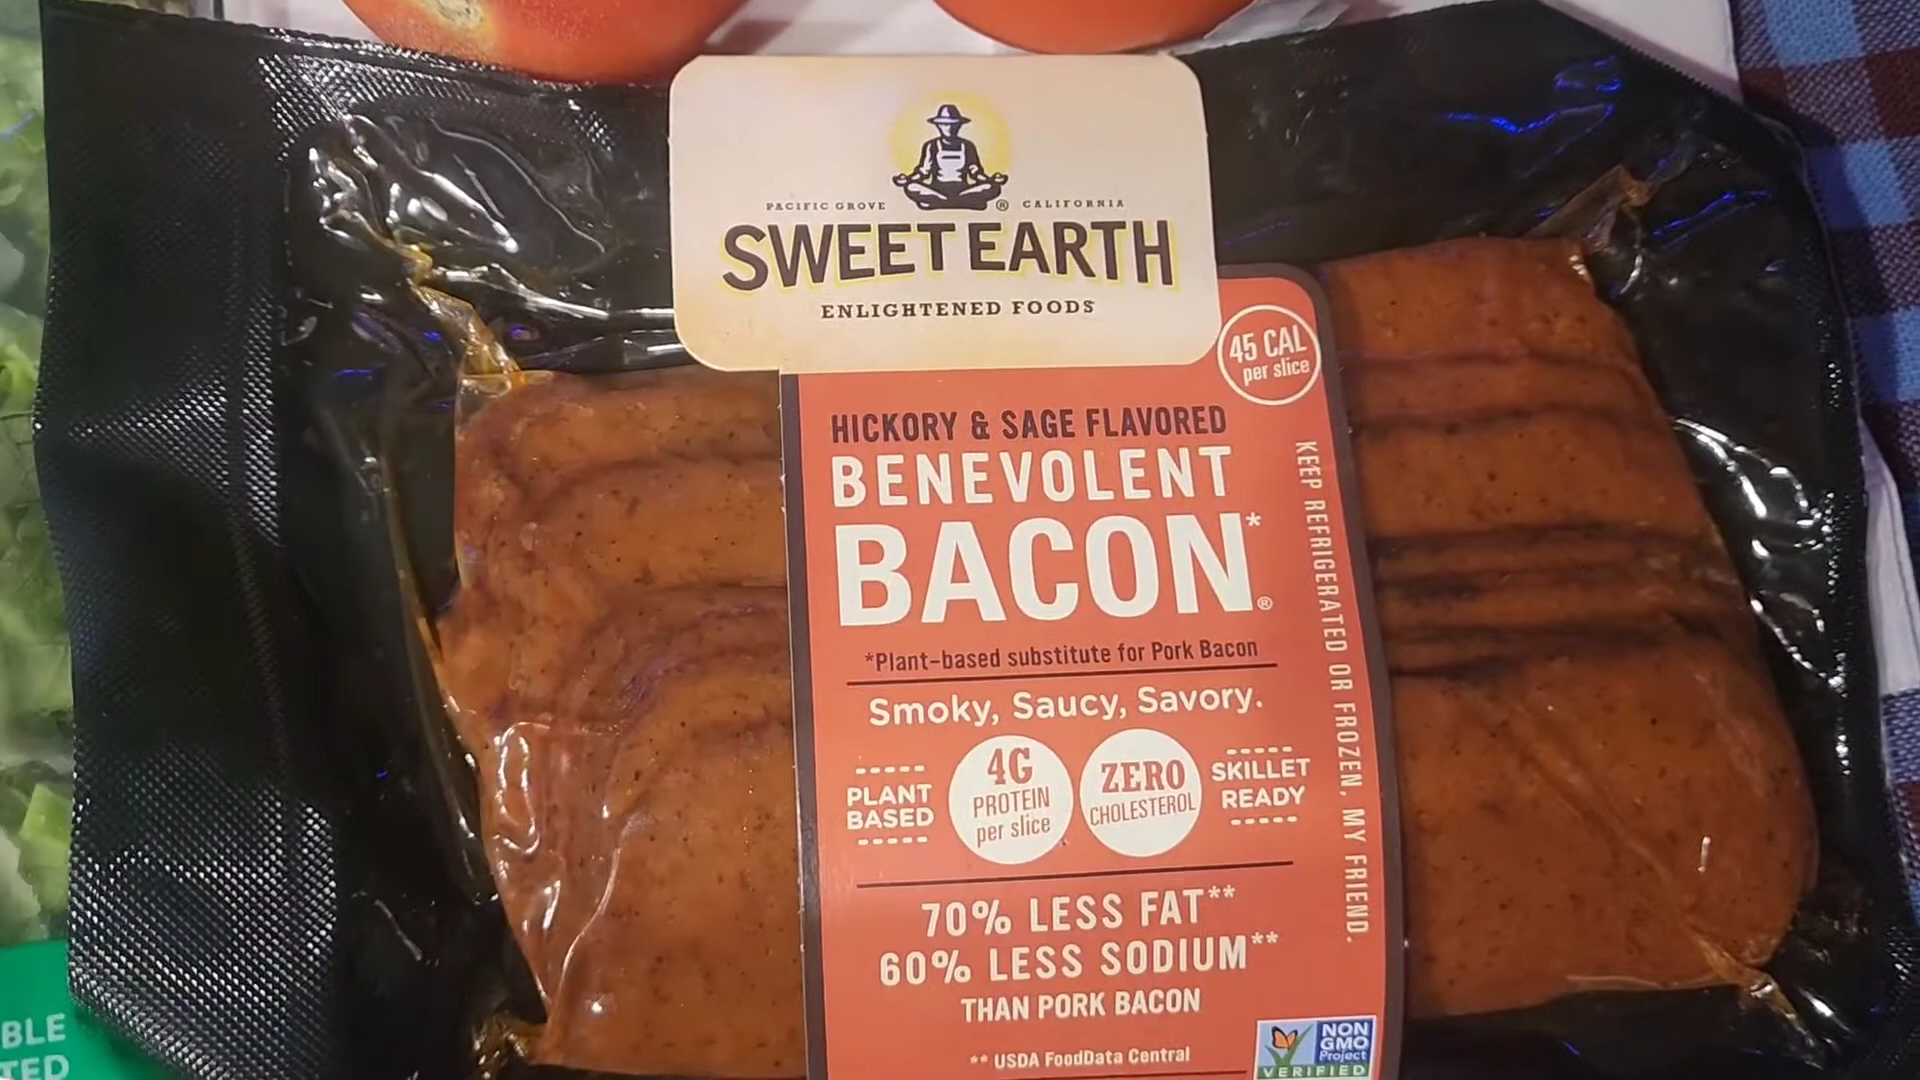 PACIFIC GROVE ® CALIFORNIA
SWEET EARTH
ENLIGHTENED FOODS
45 CAL
per slice
HICKORY & SAGE FLAVORED
BENEVOLENT
BACON*®
*Plant-based substitute for Pork Bacon
Smoky, Saucy, Savory.
PLANT
BASED
4G
PROTEIN
per slice
ZERO
CHOLESTEROL
SKILLET
READY
70% LESS FAT**
60% LESS SODIUM**
THAN PORK BACON
** USDA FoodData Central
KEEP REFRIGERATED OR FROZEN, MY FRIEND.
NON
GMO
Project
VERIFIED
BLE
TED